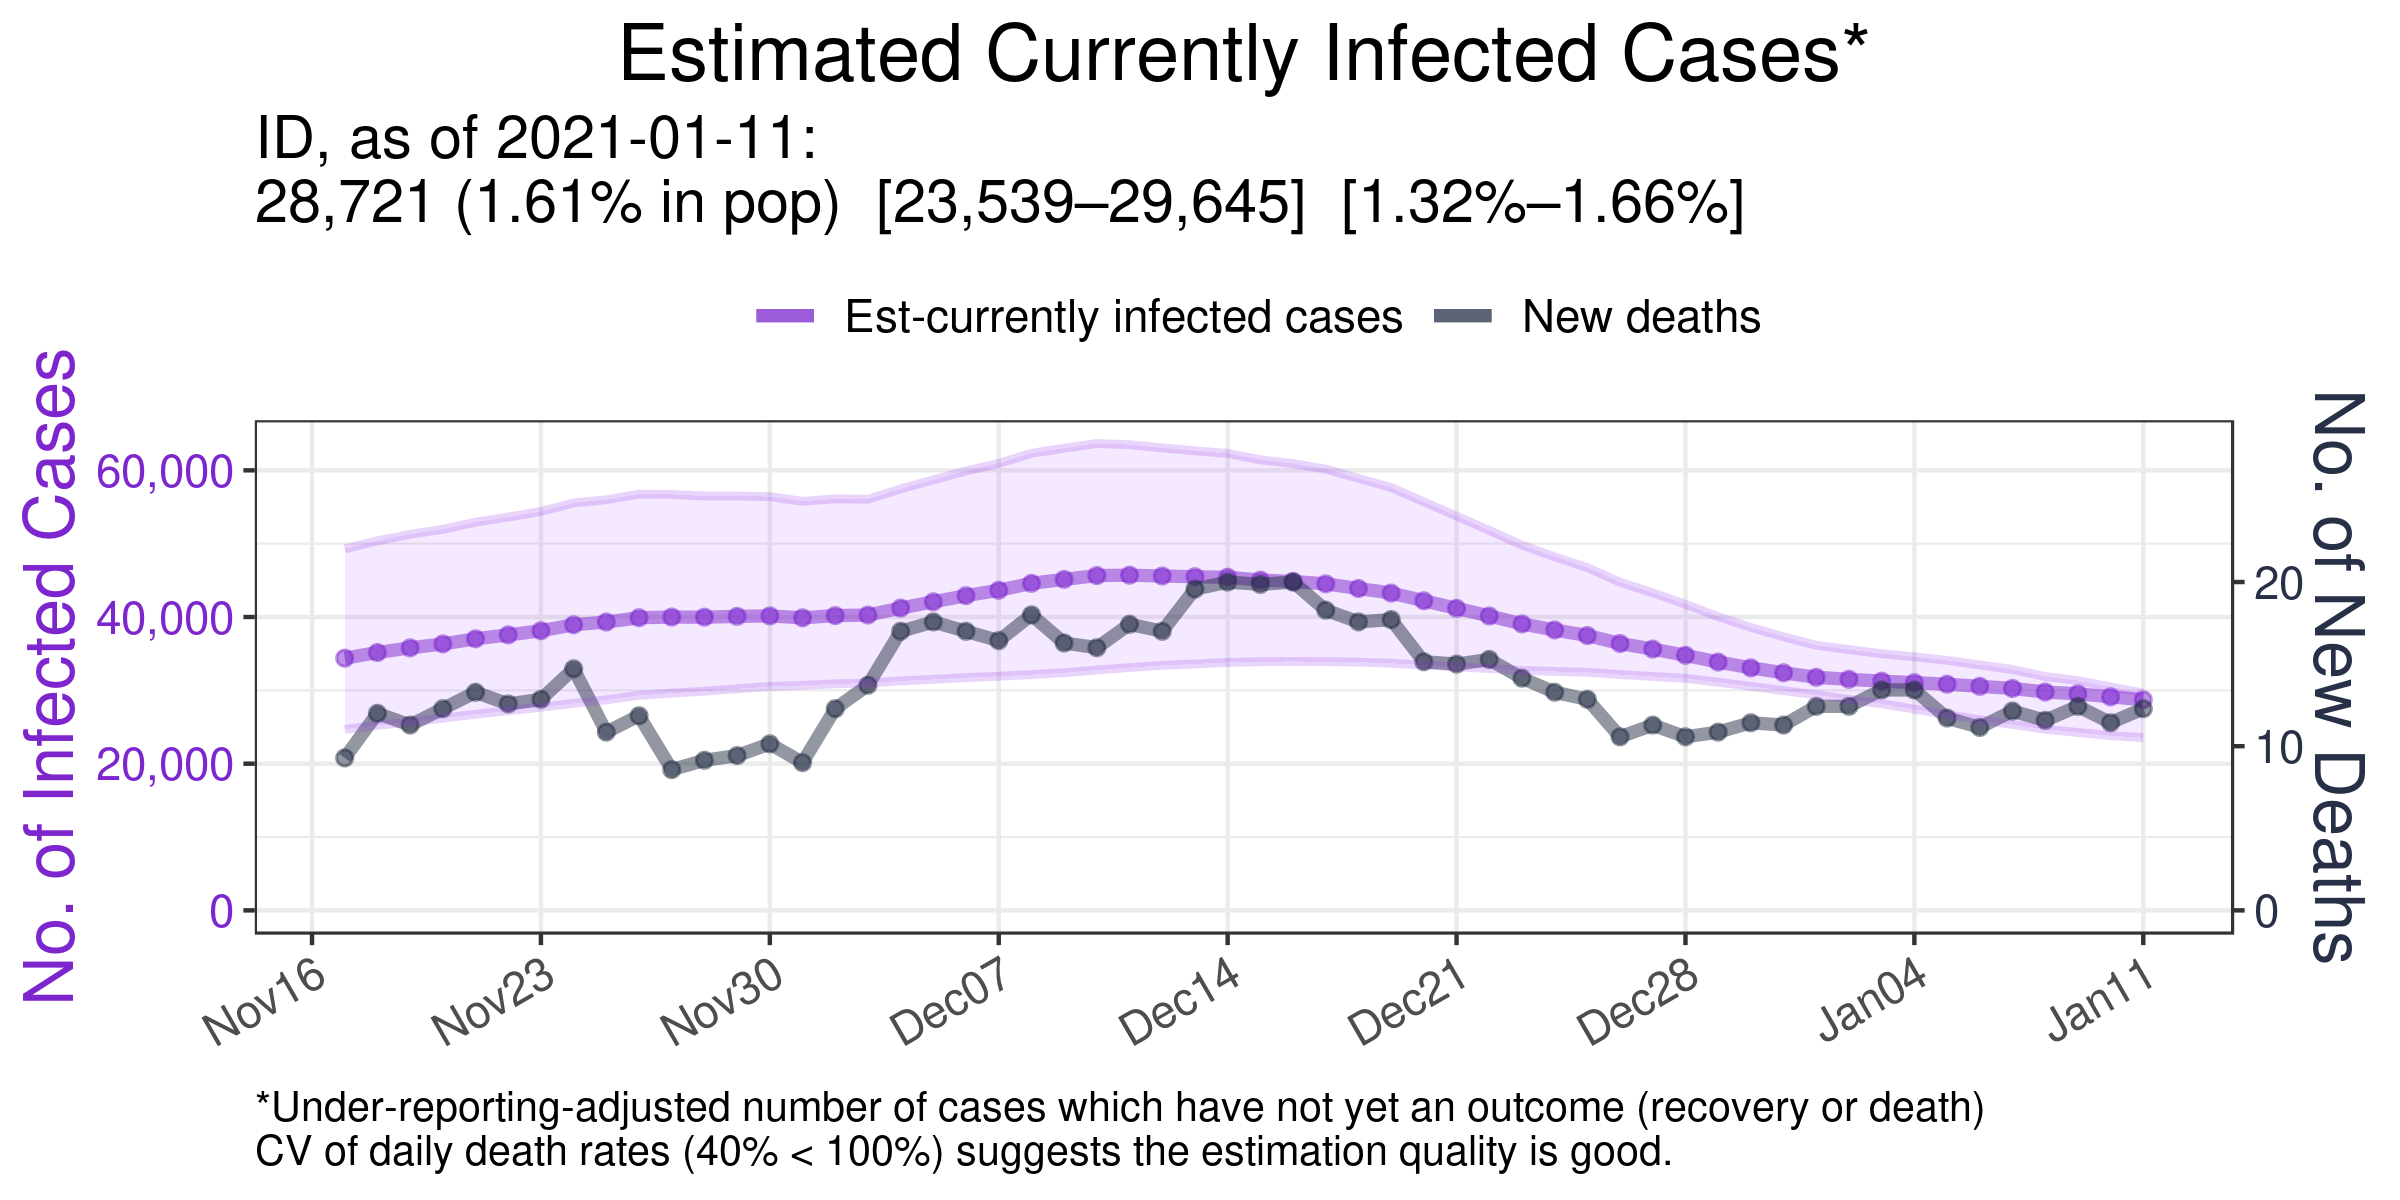 Estimated Currently Infected Cases*
ID, as of 2021-01-11:
28,721 (1.61% in pop)  [23,539–29,645]  [1.32%–1.66%]
Est-currently infected cases
New deaths
No. of Infected Cases
60,000
40,000
20,000
0
No. of New Deaths
20
10
0
Nov16
Nov23
Nov30
Dec07
Dec14
Dec21
Dec28
Jan04
Jan11
*Under-reporting-adjusted number of cases which have not yet an outcome (recovery or death)
CV of daily death rates (40% < 100%) suggests the estimation quality is good.